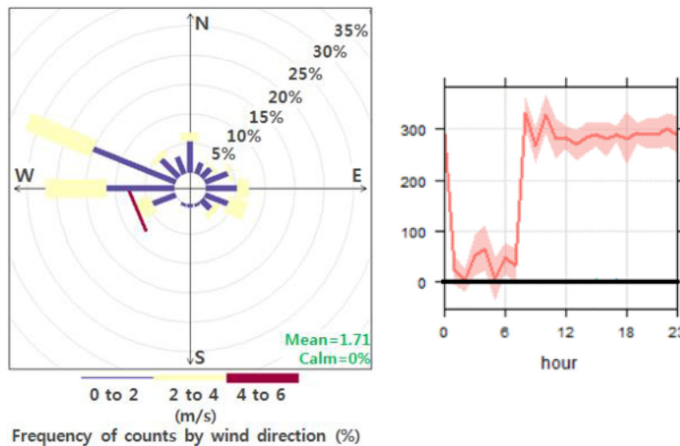 N
35%
30%
25%
20%
15%
10%
5%
W
E
S
Mean=1.71
Calm=0%
0 to 2 2 to 4 4 to 6
(m/s)
Frequency of counts by wind direction (%)
300
200
100
0
0 6 12 18 23
hour